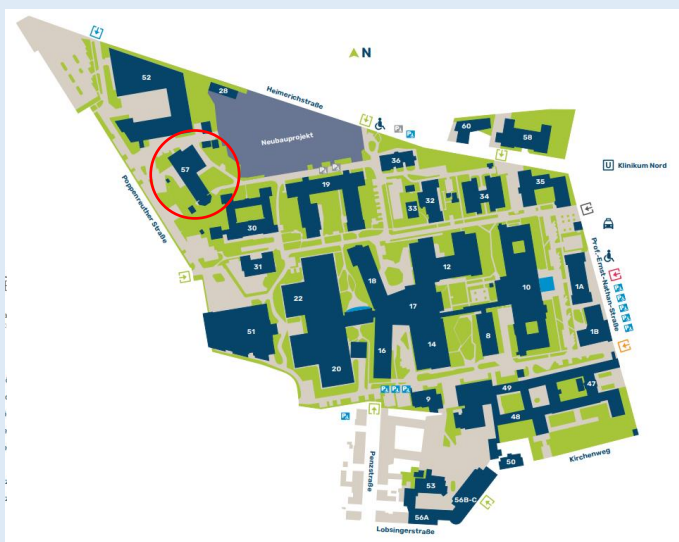 N
52
28
Heimerichstraße
Neubauprojekt
60
58
57
36
U Klinikum Nord
19
33
32
34
35
30
Poppenreuther Straße
31
18
12
22
17
10
1A
Prof.-Ernst-Nathan-Straße
51
16
14
8
1B
20
49
47
9
48
Kirchenweg
50
Penzstraße
53
56B-C
56A
Lobsingerstraße